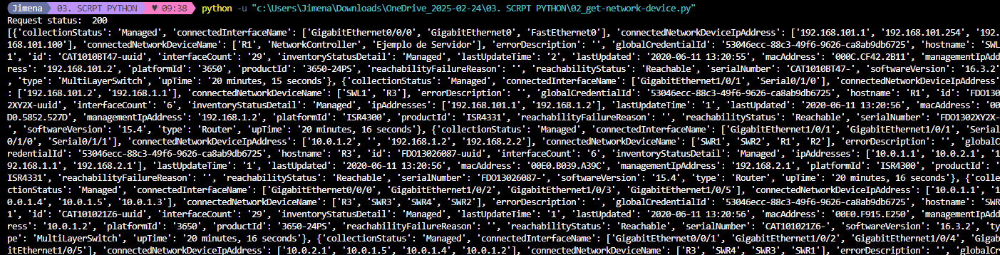 Jimena 03. SCRPT PYTHON ♥ 09:38 python -u "c:\Users\Jimena\Downloads\OneDrive_2025-02-24\03. SCRPT PYTHON\02_get-network-device.py"
Request status:  200
[{'collectionStatus': 'Managed', 'connectedInterfaceName': ['GigabitEthernet0/0/0', 'GigabitEthernet0', 'FastEthernet0'], 'connectedNetworkDeviceIpAddress': ['192.168.101.1', '192.168.101.254', '192.
168.101.100'], 'connectedNetworkDeviceName': ['R1', 'NetworkController', 'Ejemplo de Servidor'], 'errorDescription': '', 'globalCredentialId': '53046ecc-88c3-49f6-9626-ca8ab9db6725', 'hostname': 'SWL
1', 'id': 'CAT1010BT47-uuid', 'interfaceCount': '29', 'inventoryStatusDetail': 'Managed', 'lastUpdateTime': '2', 'lastUpdated': '2020-06-11 13:20:55', 'macAddress': '000C.CF42.2B11', 'managementIpAdd
ress': '192.168.101.2', 'platformId': '3650', 'productId': '3650-24PS', 'reachabilityFailureReason': '', 'reachabilityStatus': 'Reachable', 'serialNumber': 'CAT1010BT47-', 'softwareVersion': '16.3.2'
, 'type': 'MultiLayerSwitch', 'upTime': '20 minutes, 15 seconds'}, {'collectionStatus': 'Managed', 'connectedInterfaceName': ['GigabitEthernet1/0/1', 'Serial0/1/0'], 'connectedNetworkDeviceIpAddress'
: ['192.168.101.2', '192.168.1.1'], 'connectedNetworkDeviceName': ['SWL1', 'R3'], 'errorDescription': '', 'globalCredentialId': '53046ecc-88c3-49f6-9626-ca8ab9db6725', 'hostname': 'R1', 'id': 'FDO130
2XY2X-uuid', 'interfaceCount': '6', 'inventoryStatusDetail': 'Managed', 'ipAddresses': ['192.168.101.1', '192.168.1.2'], 'lastUpdateTime': '1', 'lastUpdated': '2020-06-11 13:20:56', 'macAddress': '00
D0.5852.527D', 'managementIpAddress': '192.168.1.2', 'platformId': 'ISR4300', 'productId': 'ISR4331', 'reachabilityFailureReason': '', 'reachabilityStatus': 'Reachable', 'serialNumber': 'FDO1302XY2X-
', 'softwareVersion': '15.4', 'type': 'Router', 'upTime': '20 minutes, 16 seconds'}, {'collectionStatus': 'Managed', 'connectedInterfaceName': ['GigabitEthernet1/0/1', 'GigabitEthernet1/0/1', 'Serial
0/1/0', 'Serial0/1/1'], 'connectedNetworkDeviceIpAddress': ['10.0.1.2', '', '192.168.1.2', '192.168.2.2'], 'connectedNetworkDeviceName': ['SWR1', 'SWR2', 'R1', 'R2'], 'errorDescription': '', 'globalC
redentialId': '53046ecc-88c3-49f6-9626-ca8ab9db6725', 'hostname': 'R3', 'id': 'FDO13026087-uuid', 'interfaceCount': '6', 'inventoryStatusDetail': 'Managed', 'ipAddresses': ['10.0.1.1', '10.0.2.1', '1
92.168.1.1', '192.168.2.1'], 'lastUpdateTime': '1', 'lastUpdated': '2020-06-11 13:20:56', 'macAddress': '00E0.B039.A39C', 'managementIpAddress': '192.168.2.1', 'platformId': 'ISR4300', 'productId': '
ISR4331', 'reachabilityFailureReason': '', 'reachabilityStatus': 'Reachable', 'serialNumber': 'FDO13026087-', 'softwareVersion': '15.4', 'type': 'Router', 'upTime': '20 minutes, 16 seconds'}, {'colle
ctionStatus': 'Managed', 'connectedInterfaceName': ['GigabitEthernet0/0/0', 'GigabitEthernet1/0/2', 'GigabitEthernet1/0/3', 'GigabitEthernet1/0/5'], 'connectedNetworkDeviceIpAddress': ['10.0.1.1', '1
0.0.1.4', '10.0.1.5', '10.0.1.3'], 'connectedNetworkDeviceName': ['R3', 'SWR3', 'SWR4', 'SWR2'], 'errorDescription': '', 'globalCredentialId': '53046ecc-88c3-49f6-9626-ca8ab9db6725', 'hostname': 'SWR
1', 'id': 'CAT101021Z6-uuid', 'interfaceCount': '29', 'inventoryStatusDetail': 'Managed', 'lastUpdateTime': '1', 'lastUpdated': '2020-06-11 13:20:56', 'macAddress': '00E0.F915.E250', 'managementIpAdd
ress': '10.0.1.2', 'platformId': '3650', 'productId': '3650-24PS', 'reachabilityFailureReason': '', 'reachabilityStatus': 'Reachable', 'serialNumber': 'CAT101021Z6-', 'softwareVersion': '16.3.2', 'ty
pe': 'MultiLayerSwitch', 'upTime': '20 minutes, 16 seconds'}, {'collectionStatus': 'Managed', 'connectedInterfaceName': ['GigabitEthernet0/0/1', 'GigabitEthernet1/0/2', 'GigabitEthernet1/0/4', 'Gigab
itEthernet1/0/5'], 'connectedNetworkDeviceIpAddress': ['10.0.2.1', '10.0.1.5', '10.0.1.4', '10.0.1.2'], 'connectedNetworkDeviceName': ['R3', 'SWR4', 'SWR3', 'SWR1'], 'errorDescription': '', 'globalCr